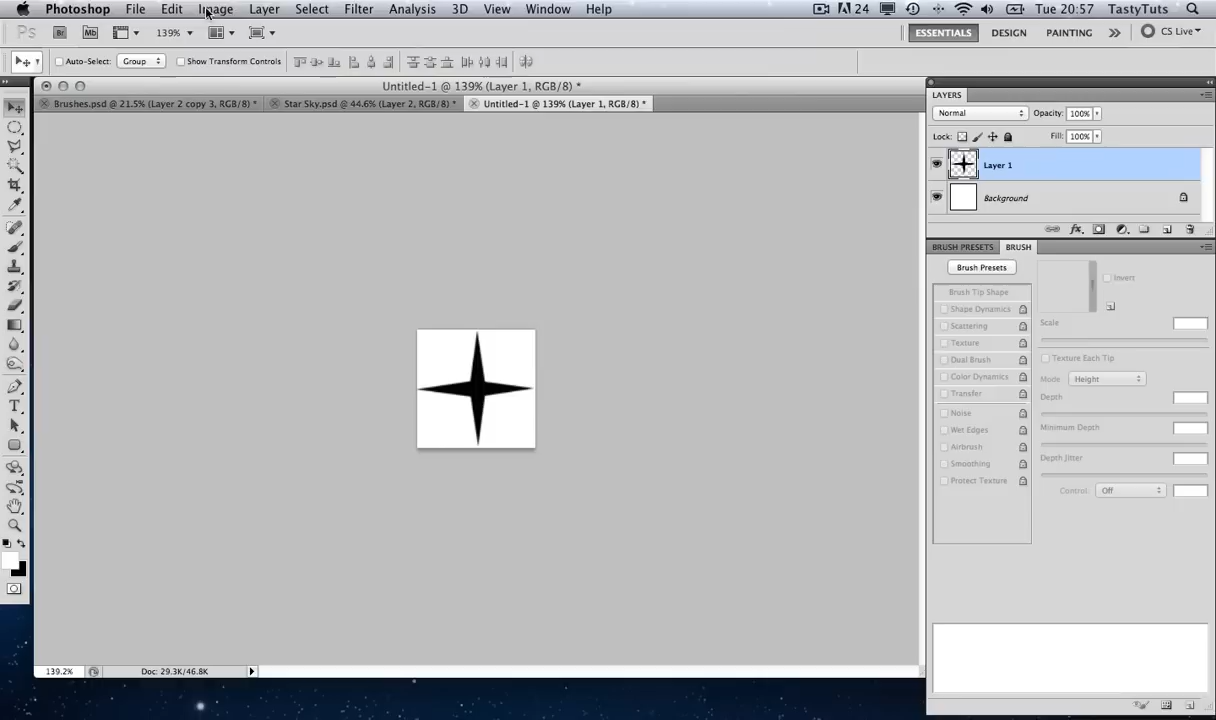 Photoshop File Edit Image Layer Select Filter Analysis 3D View Window Help 24 Tue 20:57 TastyTuts
Ps Br Mb 139% ESSENTIALS DESIGN PAINTING >> CS Live
Auto-Select: Group Show Transform Controls
Untitled-1 @ 139% (Layer 1, RGB/8) *
Brushes.psd @ 21.5% (Layer 2 copy 3, RGB/8) * Star Sky.psd @ 44.6% (Layer 2, RGB/8) * Untitled-1 @ 139% (Layer 1, RGB/8) *
LAYERS
Normal Opacity: 100%
Lock: Fill: 100%
Layer 1
Background
fx
BRUSH PRESETS BRUSH
Brush Presets
Invert
Brush Tip Shape
Shape Dynamics
Scattering Scale
Texture
Dual Brush Texture Each Tip
Color Dynamics Mode Height
Transfer Depth
Noise
Wet Edges Minimum Depth
Airbrush
Smoothing Depth Jitter
Protect Texture
Control: Off
T
139.2% Doc: 29.3K/46.8K